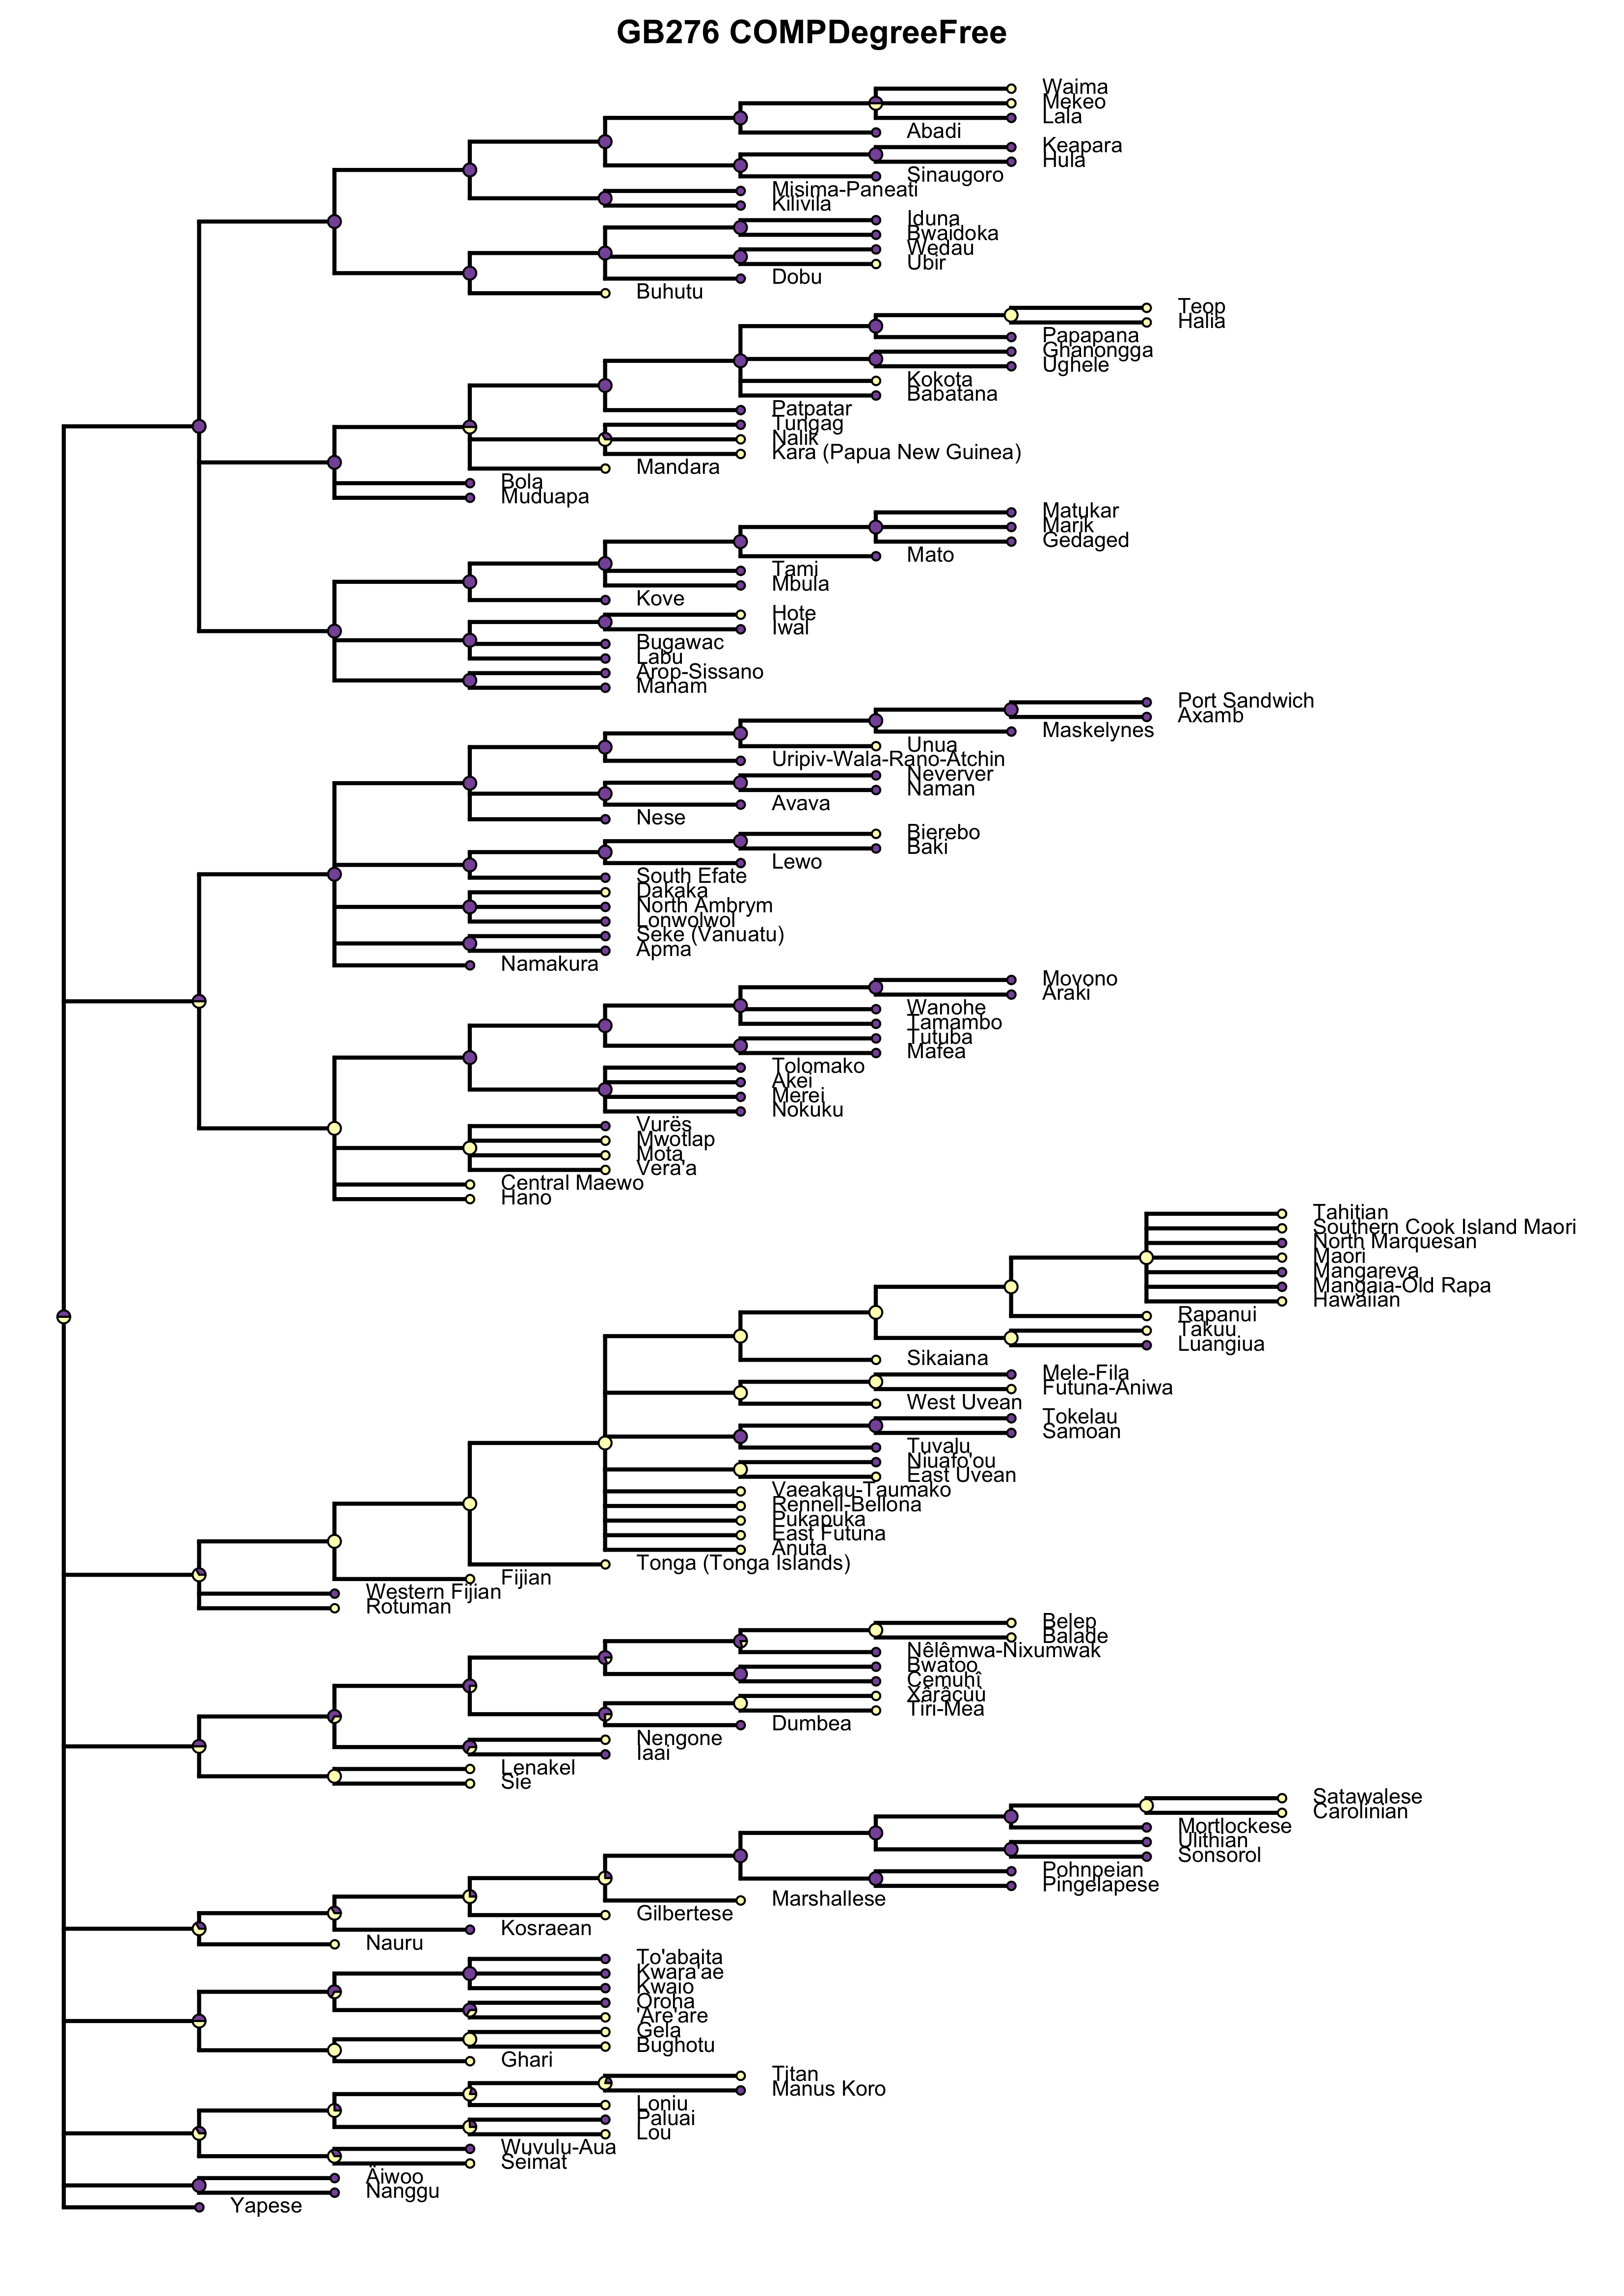 GB276 COMPDegreeFree
Waima
Mekeo
Lala
Abadi
Keapara
Hula
Sinaugoro
Misima-Paneati
Kilivila
Iduna
Bwaidoka
Wedau
Ubir
Dobu
Buhutu
Teop
Halia
Papapana
Ghanongga
Ughele
Kokota
Babatana
Patpatar
Tungag
Nalik
Kara (Papua New Guinea)
Mandara
Bola
Muduapa
Matukar
Marik
Gedaged
Mato
Tami
Mbula
Kove
Hote
Iwal
Bugawac
Labu
Arop-Sissano
Manam
Port Sandwich
Axamb
Maskelynes
Unua
Uripiv-Wala-Rano-Atchin
Neverver
Naman
Avava
Nese
Bierebo
Baki
Lewo
South Efate
Dakaka
North Ambrym
Lonwolwol
Seke (Vanuatu)
Apma
Namakura
Movono
Araki
Wanohe
Tamambo
Tutuba
Mafea
Tolomako
Akei
Merei
Nokuku
Vurës
Mwotlap
Mota
Vera'a
Central Maewo
Hano
Tahitian
Southern Cook Island Maori
North Marquesan
Maori
Mangareva
Mangaia-Old Rapa
Hawaiian
Rapanui
Takuu
Luangiua
Sikaiana
Mele-Fila
Futuna-Aniwa
West Uvean
Tokelau
Samoan
Tuvalu
Niuafo'ou
East Uvean
Vaeakau-Taumako
Rennell-Bellona
Pukapuka
East Futuna
Anuta
Tonga (Tonga Islands)
Fijian
Western Fijian
Rotuman
Belep
Balade
Nêlêmwa-Nixumwak
Bwatoo
Cemuhî
Xârâcùù
Tiri-Mea
Dumbea
Nengone
Iaai
Lenakel
Sie
Satawalese
Carolinian
Mortlockese
Ulithian
Sonsorol
Pohnpeian
Pingelapese
Marshallese
Gilbertese
Kosraean
Nauru
To'abaita
Kwara'ae
Kwaio
Oroha
'Are'are
Gela
Bughotu
Ghari
Titan
Manus Koro
Loniu
Paluai
Lou
Wuvulu-Aua
Seimat
Äiwoo
Nanggu
Yapese